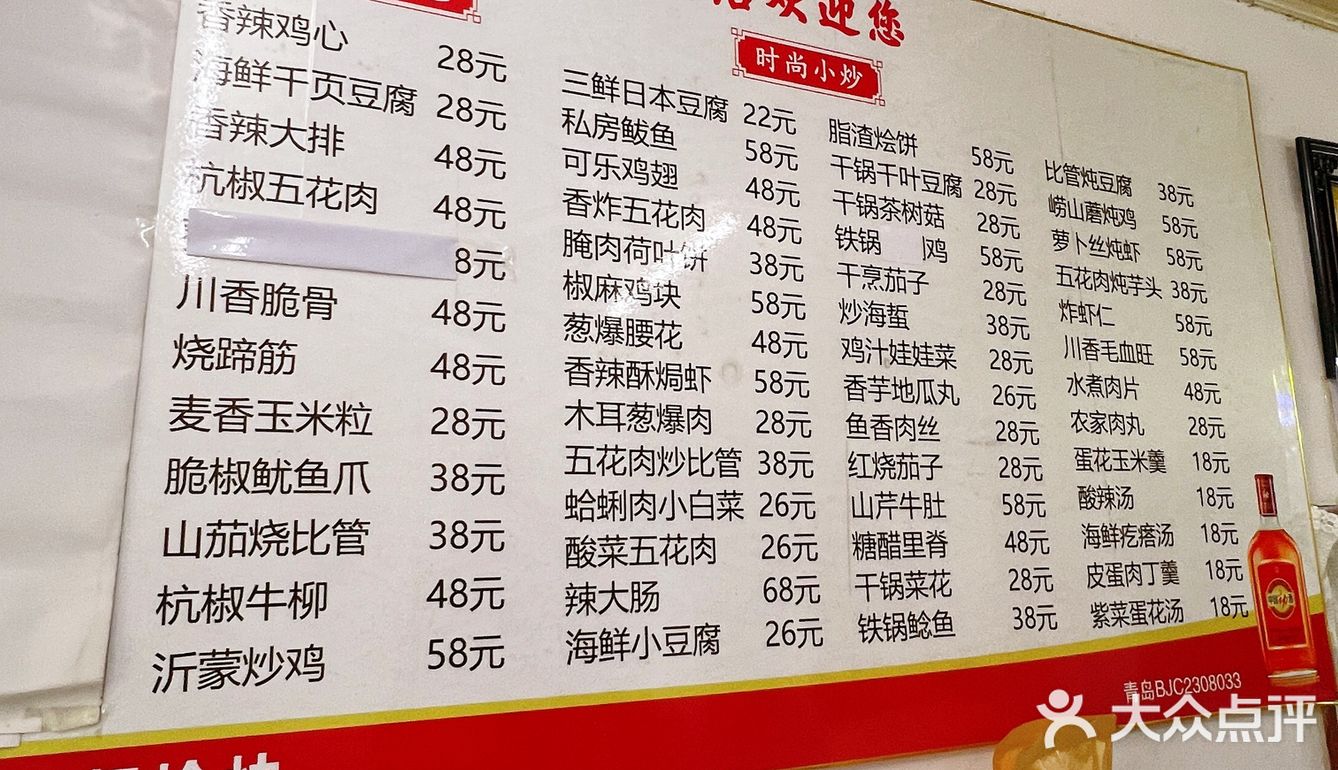 欢迎您
时尚小炒
香辣鸡心 28元
海鲜千页豆腐 28元
香辣大排 48元
杭椒五花肉 48元
8元
川香脆骨 48元
烧蹄筋 48元
麦香玉米粒 28元
脆椒鱿鱼爪 38元
山茄烧比管 38元
杭椒牛柳 48元
沂蒙炒鸡 58元
三鲜日本豆腐 22元
私房鲅鱼 58元
可乐鸡翅 48元
香炸五花肉 48元
腌肉荷叶饼 38元
椒麻鸡块 58元
葱爆腰花 48元
香辣酥焗虾 58元
木耳葱爆肉 28元
五花肉炒比管 38元
蛤蜊肉小白菜 26元
酸菜五花肉 26元
辣大肠 68元
海鲜小豆腐 26元
脂渣烩饼 58元
干锅千叶豆腐 28元
干锅茶树菇 28元
铁锅 鸡 58元
干烹茄子 28元
炒海蜇 38元
鸡汁娃娃菜 28元
香芋地瓜丸 26元
鱼香肉丝 28元
红烧茄子 28元
山芹牛肚 58元
糖醋里脊 48元
干锅菜花 28元
铁锅鲶鱼 38元
比管炖豆腐 38元
崂山蘑炖鸡 58元
萝卜丝炖虾 58元
五花肉炖芋头 38元
炸虾仁 58元
川香毛血旺 58元
水煮肉片 48元
农家肉丸 28元
蛋花玉米羹 18元
酸辣汤 18元
海鲜疙瘩汤 18元
皮蛋肉丁羹 18元
紫菜蛋花汤 18元
青岛BJC2308033
大众点评